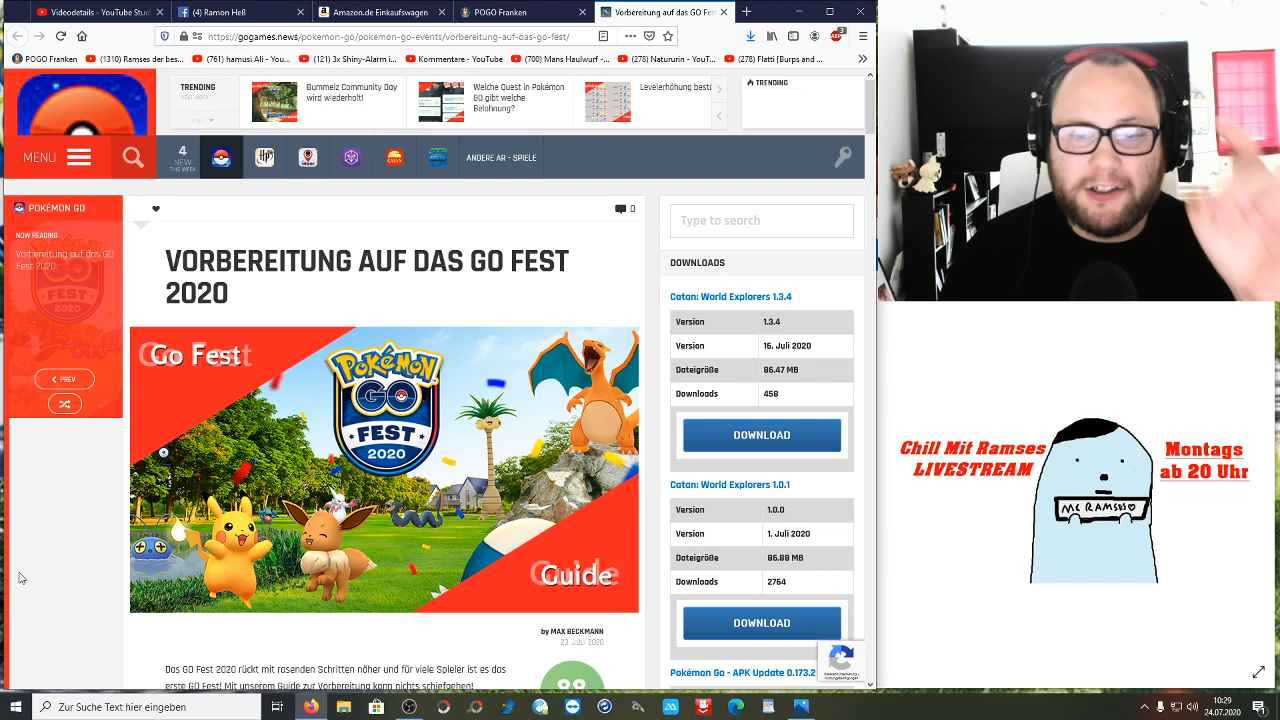 (4) YouTube Videodetails - YouTube Stud
(4) Ramon Heß
Amazon.de Einkaufswagen
POGO Franken
Vorbereitung auf das GO Fest
https://gogames.news/pokemon-go/pokemon-go/events/vorbereitung-auf-das-go-fest/
POGO Franken
(1310) Ramses der bes…
(761) hamusi Ali - You…
(121) 3x Shiny-Alarm i…
Kommentare - YouTube
(700) Mans Haulwurf -…
(278) Naturuzin - YouT…
(278) Flatti [Burps and …
TRENDING
HEAT INDEX
Bummelz Community Day
wird wiederholt!
Welche Quest in Pokémon
GO gibt welche
Belohnung?
Levelerhöhung bestä
TRENDING
MENU
4
NEW
THIS WEEK
CATAN
ANDERE AR - SPIELE
POKÉMON GO
NOW READING
Vorbereitung auf das GO
Fest 2020
PREV
0
VORBEREITUNG AUF DAS GO FEST
2020
Go Fest
Pokémon
GO
FEST
2020
Guide
by MAX BECKMANN
23. JULI 2020
Das GO Fest 2020 rückt mit rasenden Schritten näher und für viele Spieler ist es das
erste GO Fest! Mit unserem Guide zur Vorbereitung kann nichts schiefgehen!
88
Type to search
DOWNLOADS
Catan: World Explorers 1.3.4
Version 1.3.4
Version 16. Juli 2020
Dateigröße 86.47 MB
Downloads 458
DOWNLOAD
Catan: World Explorers 1.0.1
Version 1.0.0
Version 1. Juli 2020
Dateigröße 86.88 MB
Downloads 2764
DOWNLOAD
Pokémon Go - APK Update 0.173.2
Chill Mit Ramses
LIVESTREAM
Montags
ab 20 Uhr
MC RAMSES
Zur Suche Text hier eingeben
10:29
24.07.2020